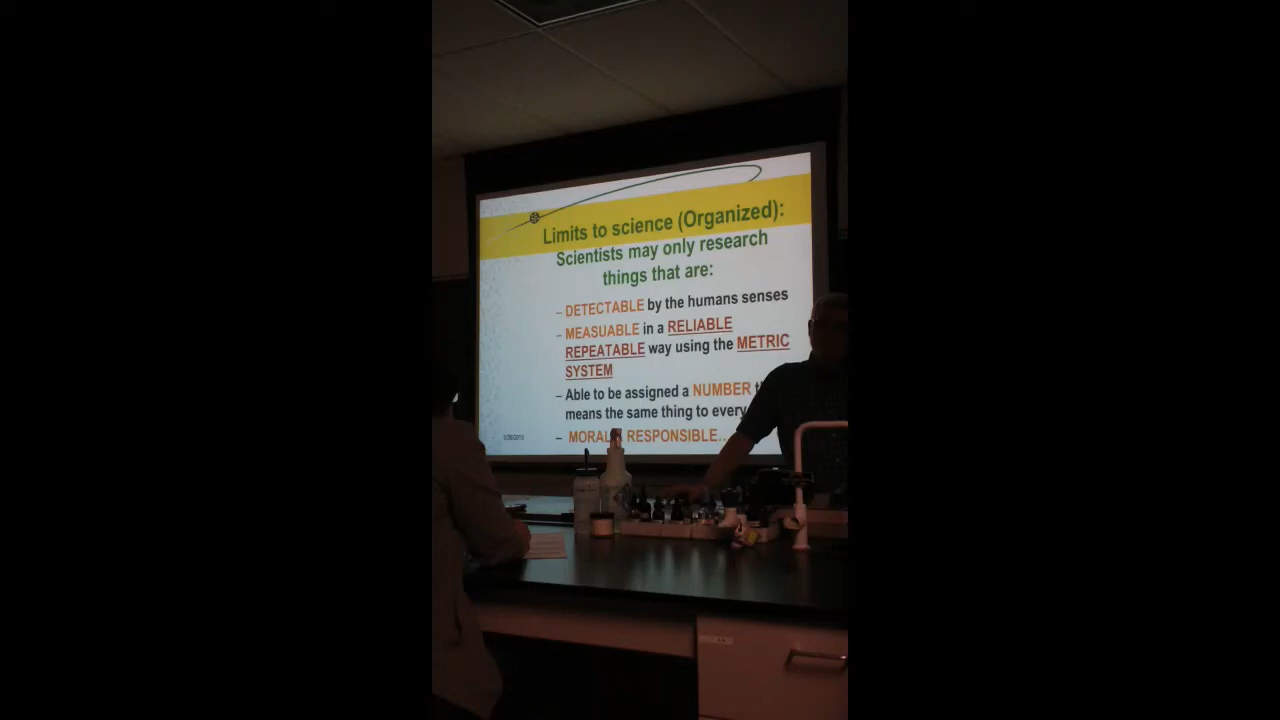 Limits to science (Organized):
Scientists may only research
things that are:
– DETECTABLE by the humans senses
– MEASUABLE in a RELIABLE
REPEATABLE way using the METRIC
SYSTEM
– Able to be assigned a NUMBER
means the same thing to every
– RESPONSIBLE...